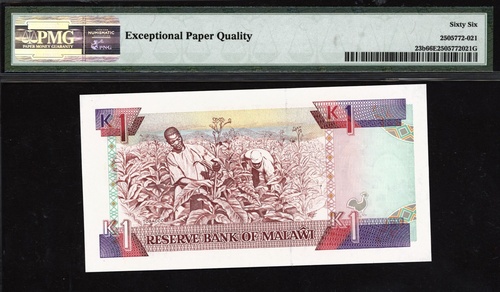 PMG
PAPER MONEY GUARANTY
NUMISMATIC
PNG
Exceptional Paper Quality
Sixty Six
2505772-021
23b66E2505772021G
K1
K1
K1
K1
RESERVE BANK OF MALAWI